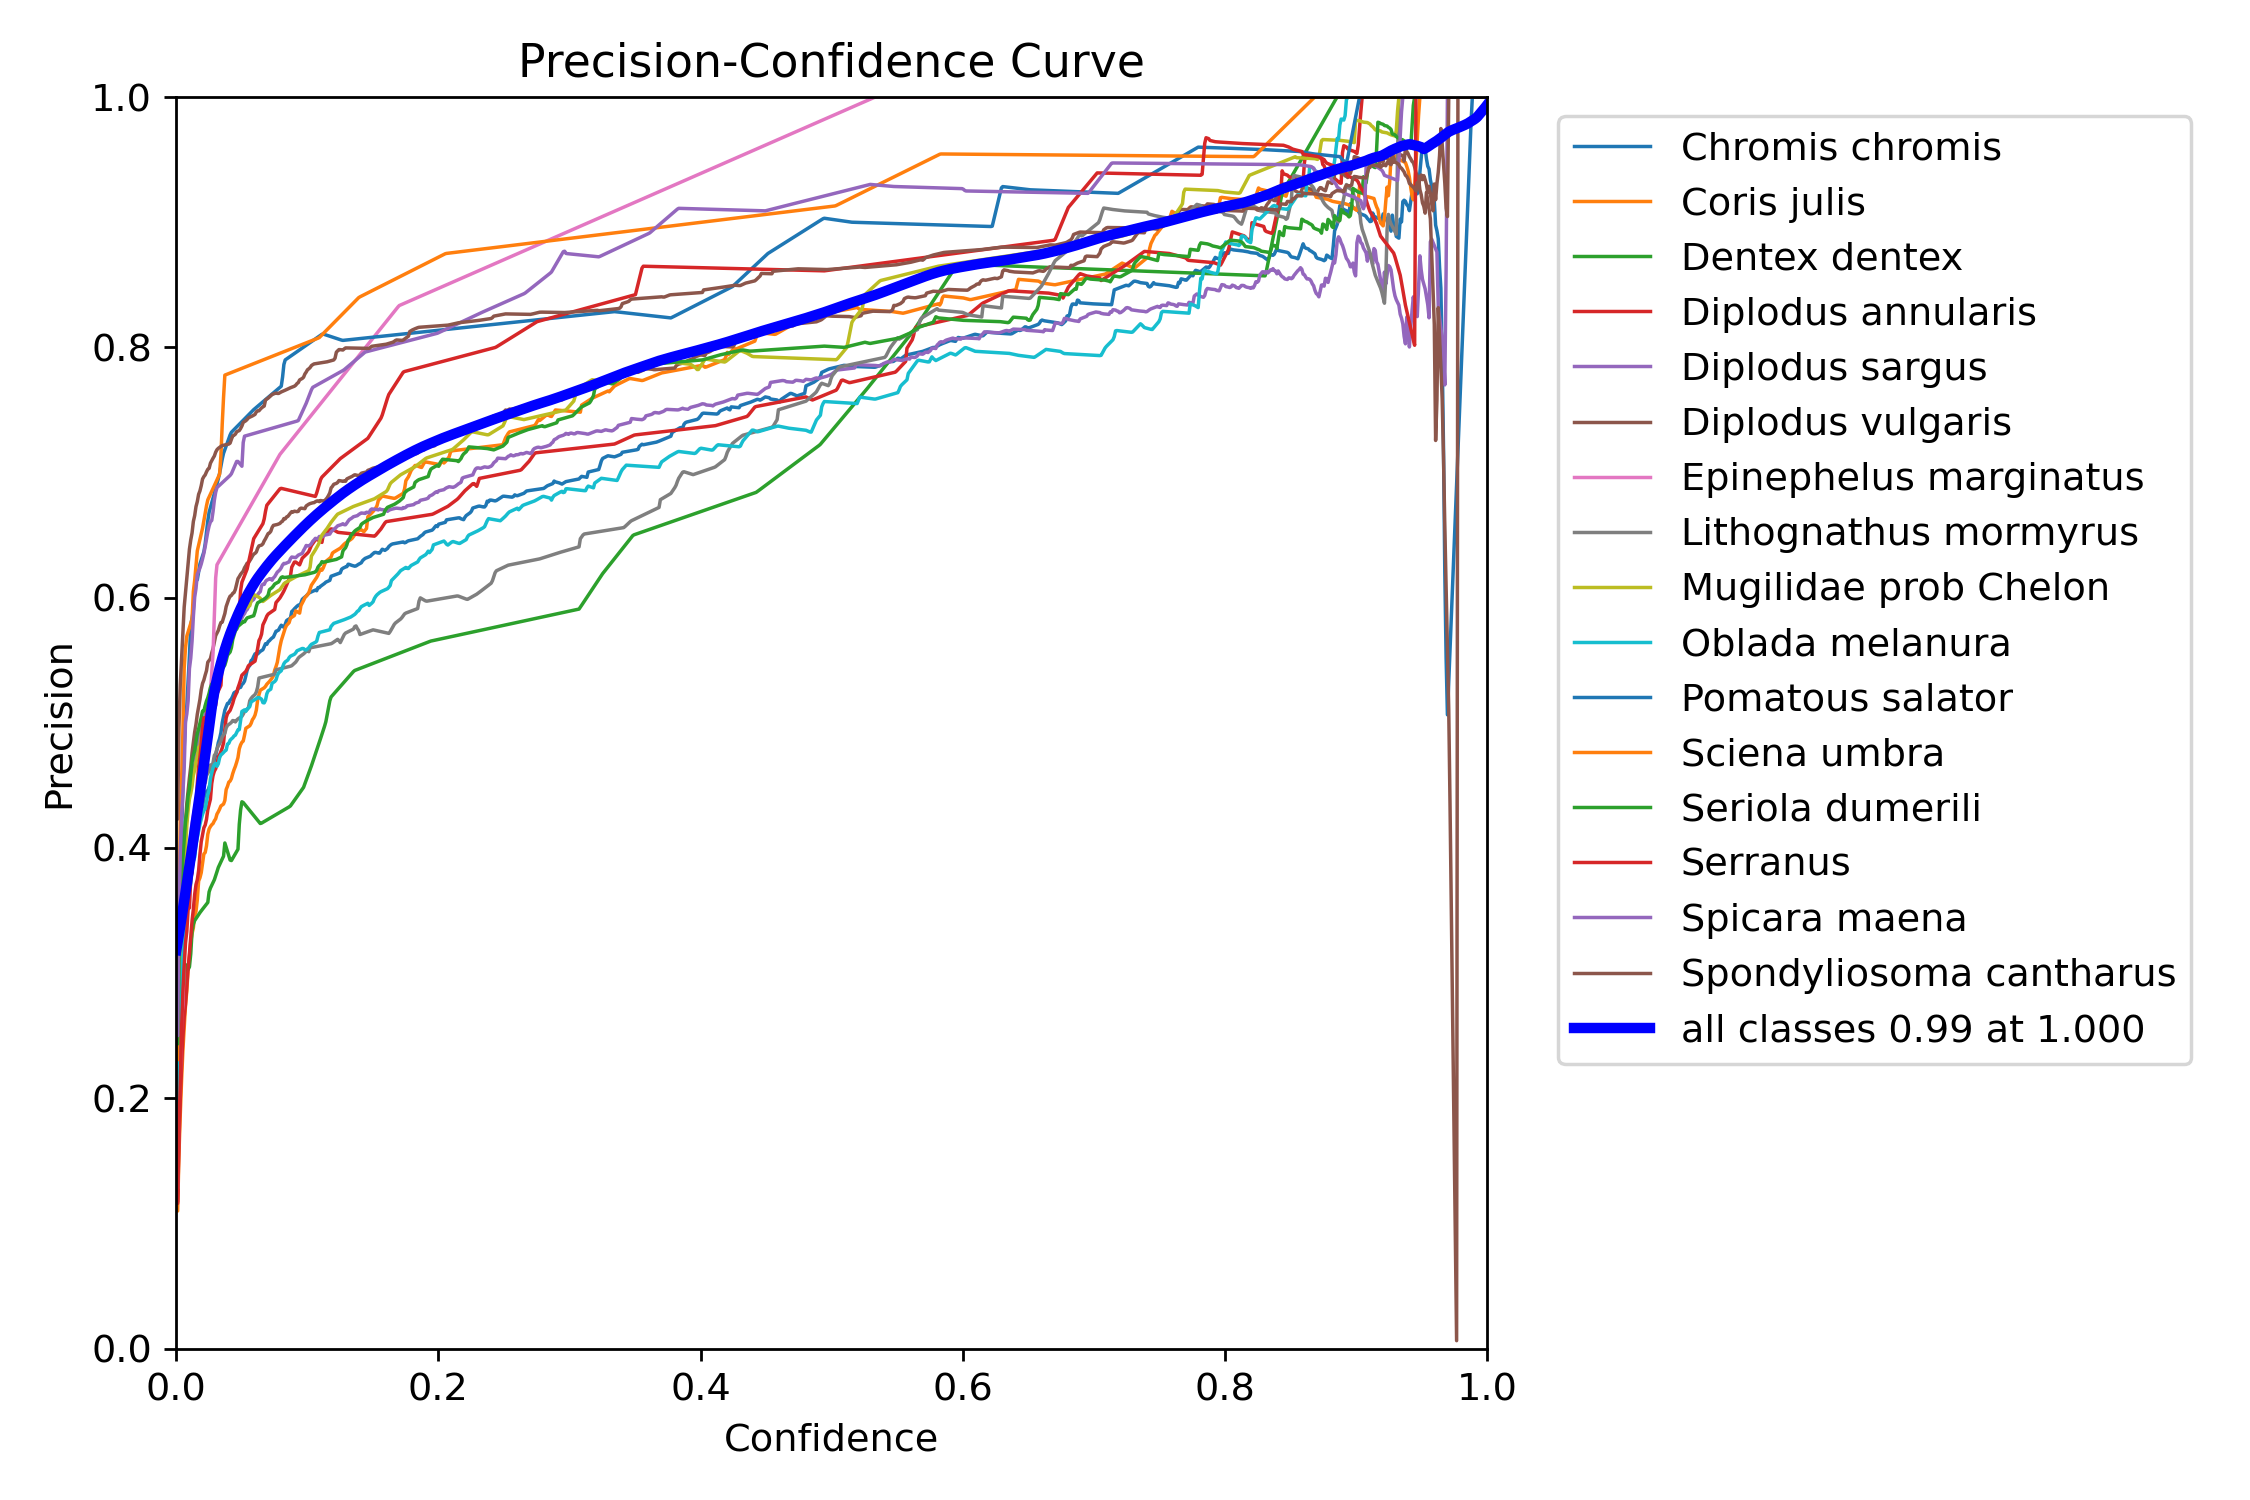 Precision-Confidence Curve
1.0
0.8
0.6
0.4
0.2
0.0
Precision
0.0 0.2 0.4 0.6 0.8 1.0
Confidence
Chromis chromis
Coris julis
Dentex dentex
Diplodus annularis
Diplodus sargus
Diplodus vulgaris
Epinephelus marginatus
Lithognathus mormyrus
Mugilidae prob Chelon
Oblada melanura
Pomatous salator
Sciena umbra
Seriola dumerili
Serranus
Spicara maena
Spondyliosoma cantharus
all classes 0.99 at 1.000